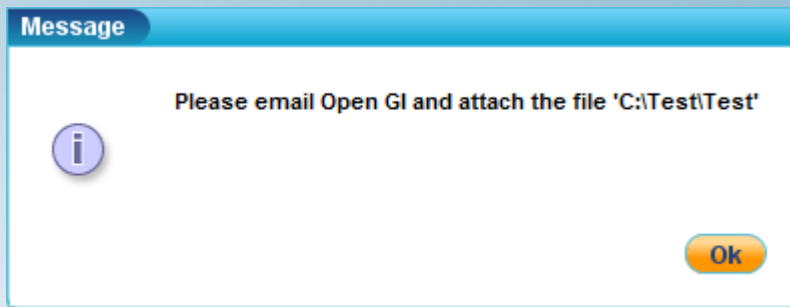 Message
Please email Open GI and attach the file 'C:\Test\Test'
i
Ok